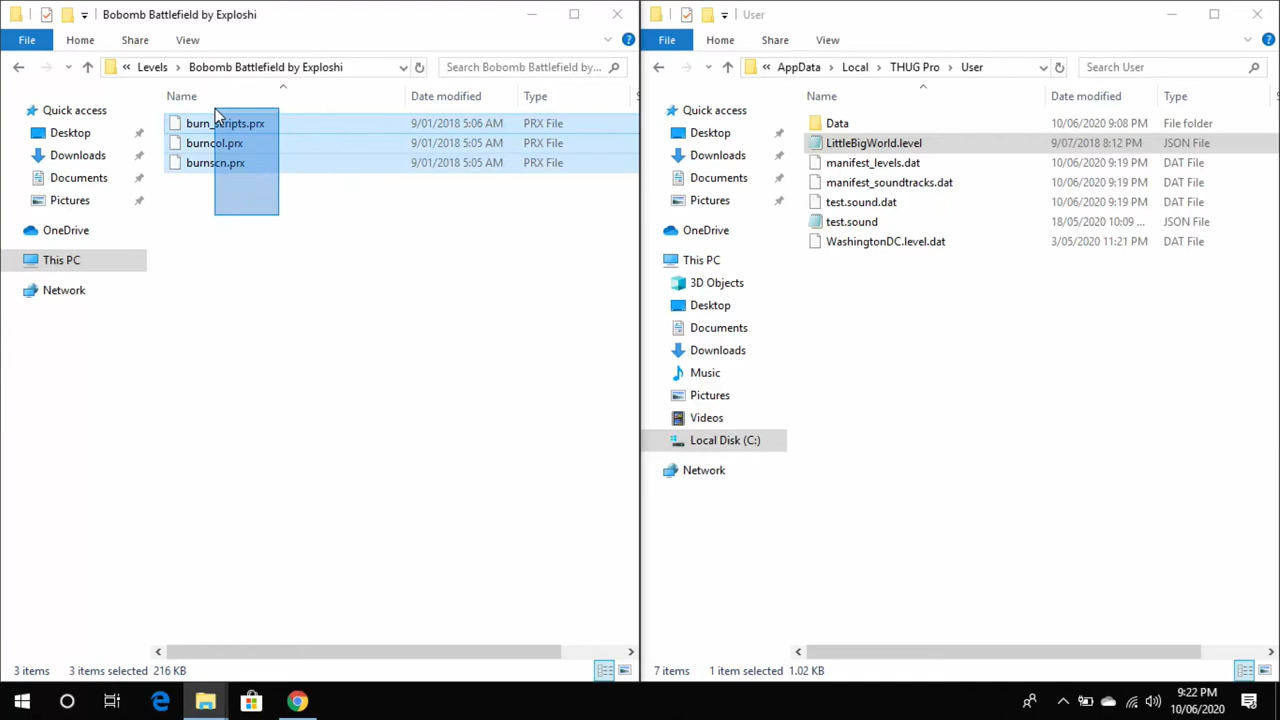 Bobomb Battlefield by Exploshi
File Home Share View
« Levels › Bobomb Battlefield by Exploshi
Search Bobomb Battlefield by...
Name Date modified Type
Quick access
Desktop
Downloads
Documents
Pictures
OneDrive
This PC
Network
burn_scripts.prx 9/01/2018 5:06 AM PRX File
burncol.prx 9/01/2018 5:05 AM PRX File
burnscn.prx 9/01/2018 5:05 AM PRX File
3 items 3 items selected 216 KB
User
File Home Share View
« AppData › Local › THUG Pro › User
Search User
Name Date modified Type
Quick access
Desktop
Downloads
Documents
Pictures
OneDrive
This PC
3D Objects
Desktop
Documents
Downloads
Music
Pictures
Videos
Local Disk (C:)
Network
Data 10/06/2020 9:08 PM File folder
LittleBigWorld.level 9/07/2018 8:12 PM JSON File
manifest_levels.dat 10/06/2020 9:19 PM DAT File
manifest_soundtracks.dat 10/06/2020 9:19 PM DAT File
test.sound.dat 10/06/2020 9:19 PM DAT File
test.sound 18/05/2020 10:09 ... JSON File
WashingtonDC.level.dat 3/05/2020 11:21 PM DAT File
7 items 1 item selected 1.02 KB
9:22 PM
10/06/2020